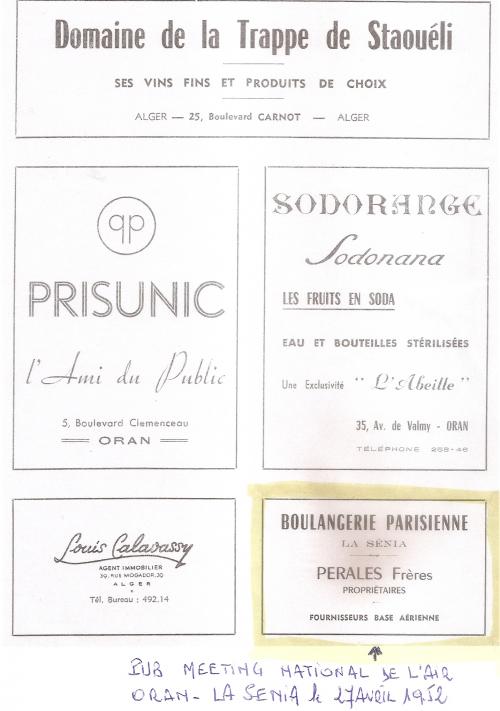 Domaine de la Trappe de Staouéli
SES VINS FINS ET PRODUITS DE CHOIX
ALGER — 25, Boulevard CARNOT — ALGER
qp
PRISUNIC
l'Ami du Public
5, Boulevard Clemenceau
ORAN
SODORANGE
Sodonana
LES FRUITS EN SODA
EAU ET BOUTEILLES STÉRILISÉES
Une Exclusivité "L'Abeille"
35, Av. de Valmy - ORAN
TÉLÉPHONE 258-46
Louis Calavassy
AGENT IMMOBILIER
30, RUE MOGADOR, 30
ALGER
Tél. Bureau : 492.14
BOULANGERIE PARISIENNE
LA SÉNIA
PERALES Frères
PROPRIÉTAIRES
FOURNISSEURS BASE AÉRIENNE
PUB MEETING NATIONAL DE L'AIR
ORAN - LA SENIA le 27 AVRIL 1952